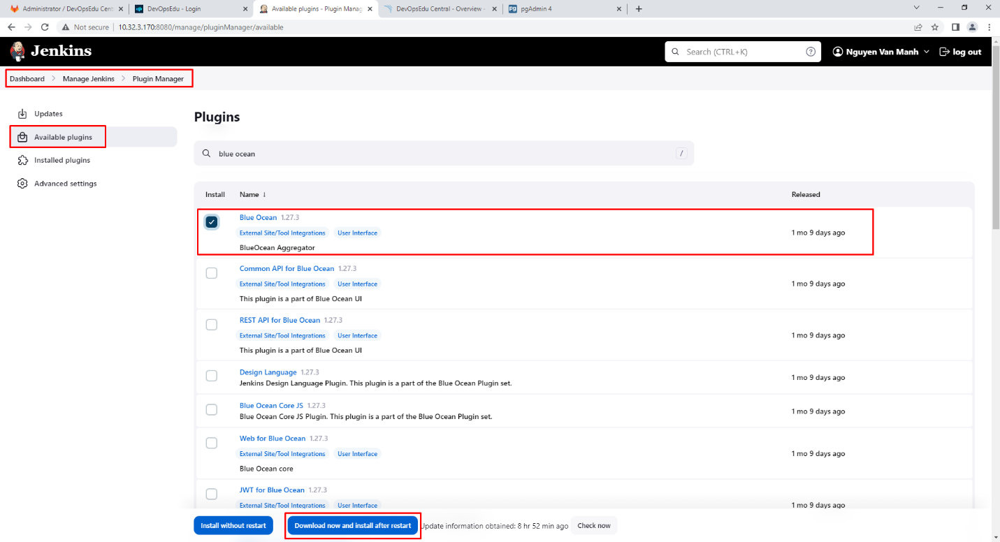 Administrator / DevOpsEdu Cent
DevOpsEdu - Login
Available plugins - Plugin Manag
DevOpsEdu Central - Overview -
Pg
pgAdmin 4
Not secure
10.32.3.170:8080/manage/pluginManager/available
Jenkins
Search (CTRL+K)
?
Nguyen Van Manh
log out
Dashboard > Manage Jenkins > Plugin Manager
Updates
Available plugins
Installed plugins
Advanced settings
Plugins
blue ocean
/
Install Name ↓ Released
Blue Ocean 1.27.3
External Site/Tool Integrations User Interface
BlueOcean Aggregator
1 mo 9 days ago
Common API for Blue Ocean 1.27.3
External Site/Tool Integrations User Interface
This plugin is a part of Blue Ocean UI
1 mo 9 days ago
REST API for Blue Ocean 1.27.3
External Site/Tool Integrations User Interface
This plugin is a part of Blue Ocean UI
1 mo 9 days ago
Design Language 1.27.3
Jenkins Design Language Plugin. This plugin is a part of the Blue Ocean Plugin set.
1 mo 9 days ago
Blue Ocean Core JS 1.27.3
Blue Ocean Core JS Plugin. This plugin is a part of the Blue Ocean Plugin set.
1 mo 9 days ago
Web for Blue Ocean 1.27.3
External Site/Tool Integrations User Interface
Blue Ocean core
1 mo 9 days ago
JWT for Blue Ocean 1.27.3
External Site/Tool Integrations User Interface
1 mo 9 days ago
Install without restart
Download now and install after restart
Update information obtained: 8 hr 52 min ago
Check now